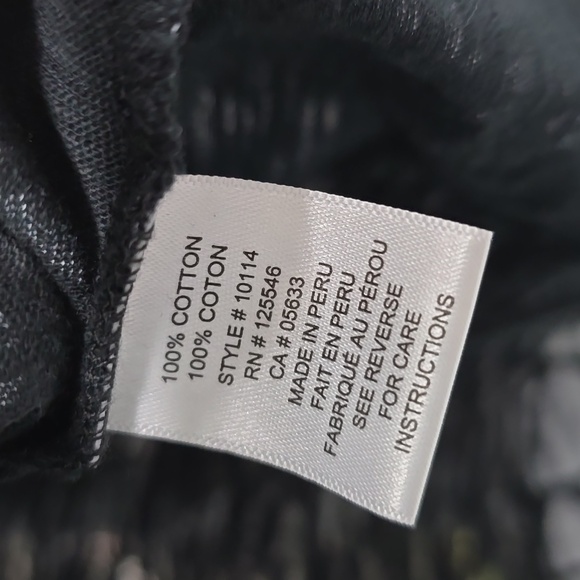 100% COTTON
100% COTON
STYLE # 10114
RN # 125546
CA # 05633
MADE IN PERU
FAIT EN PERU
FABRIQUÉ AU PÉROU
SEE REVERSE
FOR CARE
INSTRUCTIONS